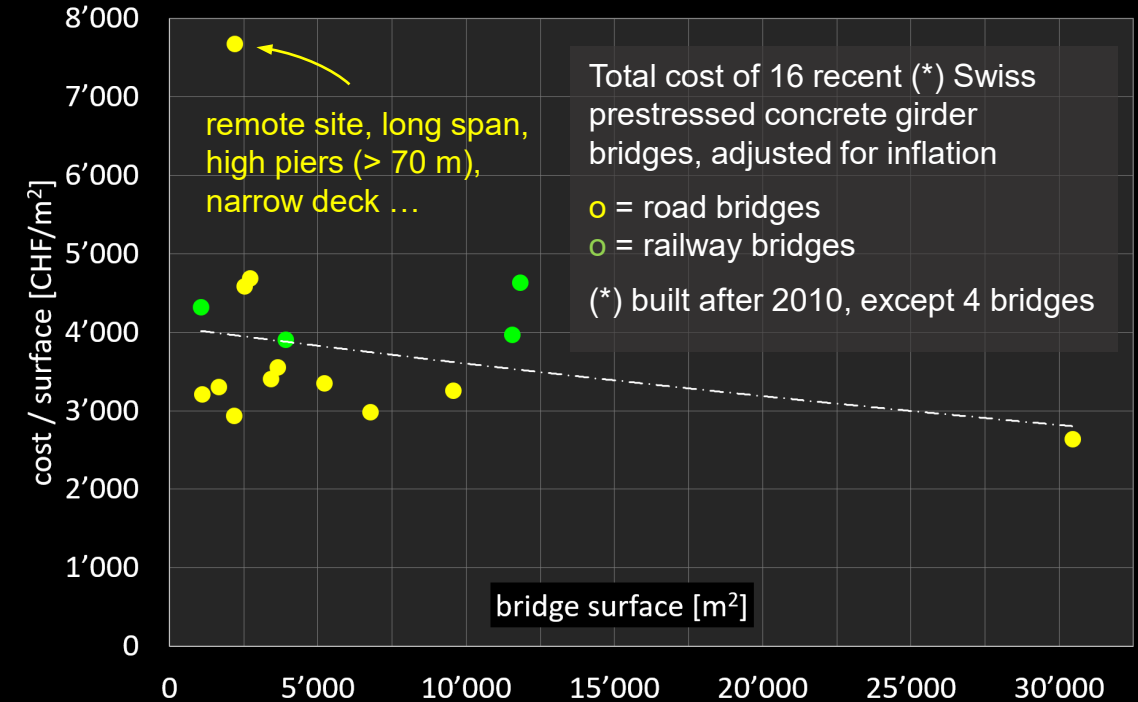 8’000
7’000
6’000
5’000
4’000
3’000
2’000
1’000
0
cost / surface [CHF/m²]
remote site, long span,
high piers (> 70 m),
narrow deck …
Total cost of 16 recent (*) Swiss
prestressed concrete girder
bridges, adjusted for inflation
o = road bridges
o = railway bridges
(*) built after 2010, except 4 bridges
bridge surface [m²]
0 5’000 10’000 15’000 20’000 25’000 30’000